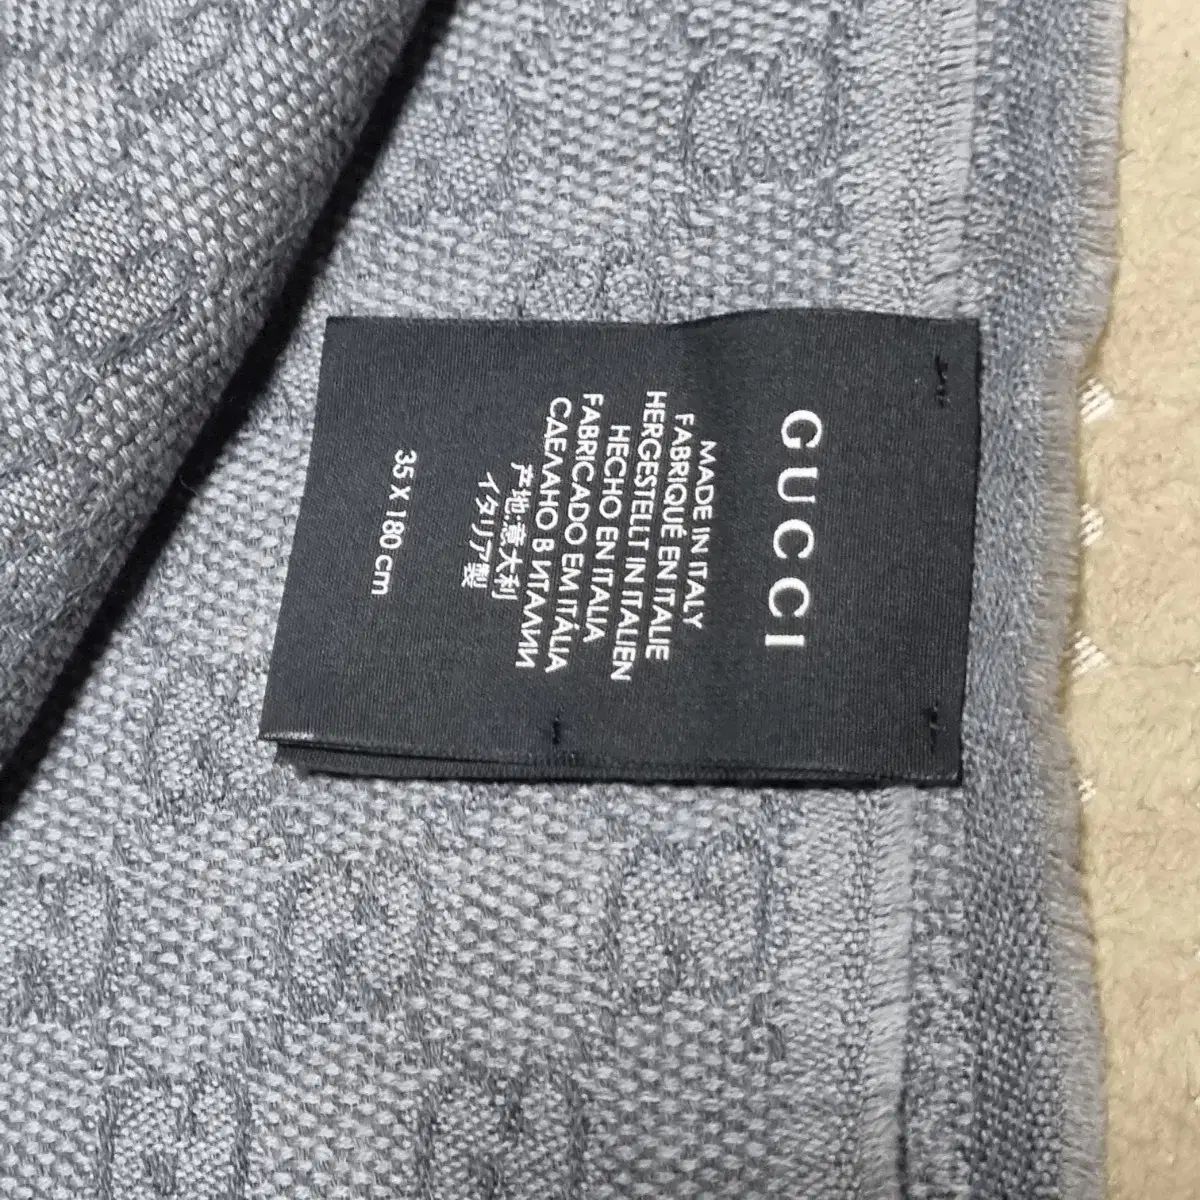 GUCCI
MADE IN ITALY
FABRIQUÉ EN ITALIE
HERGESTELLT IN ITALIEN
HECHO EN ITALIA
FABRICADO EM ITÁLIA
СДЕЛАНО В ИТАЛИИ
产地:意大利
イタリア製
35 X 180 cm